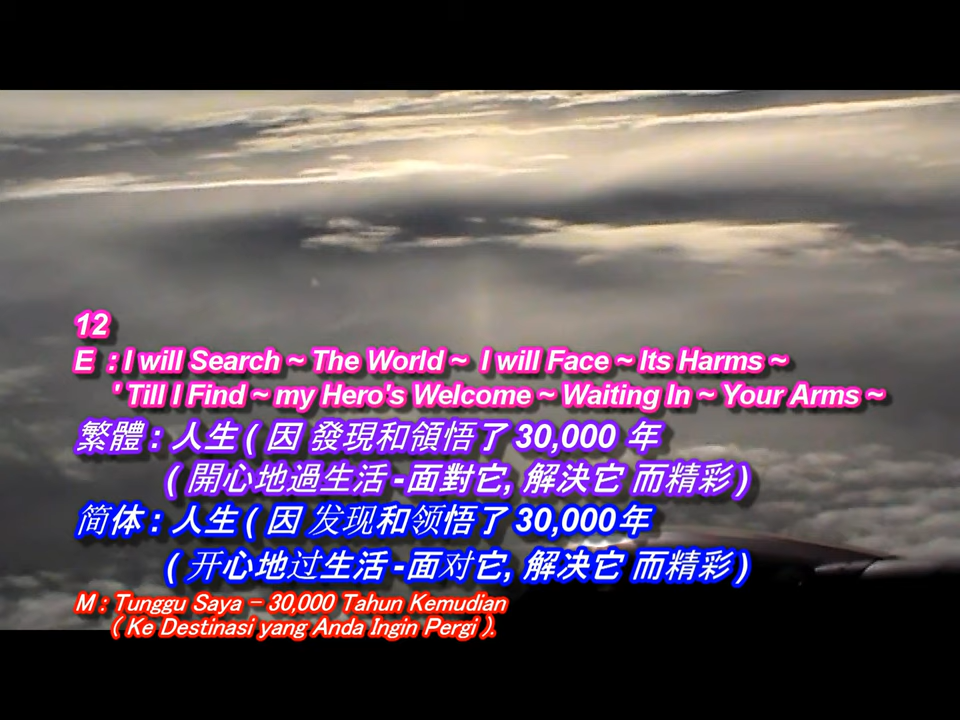 12
E : I will Search ~ The World ~ I will Face ~ Its Harms ~
' Till I Find ~ my Hero's Welcome ~ Waiting In ~ Your Arms ~
繁體 : 人生 ( 因 發現和領悟了 30,000 年
( 開心地過生活 -面對它, 解決它 而精彩 )
简体 : 人生 ( 因 发现和领悟了 30,000年
( 开心地过生活 -面对它, 解决它 而精彩 )
M : Tunggu Saya – 30,000 Tahun Kemudian
( Ke Destinasi yang Anda Ingin Pergi ).